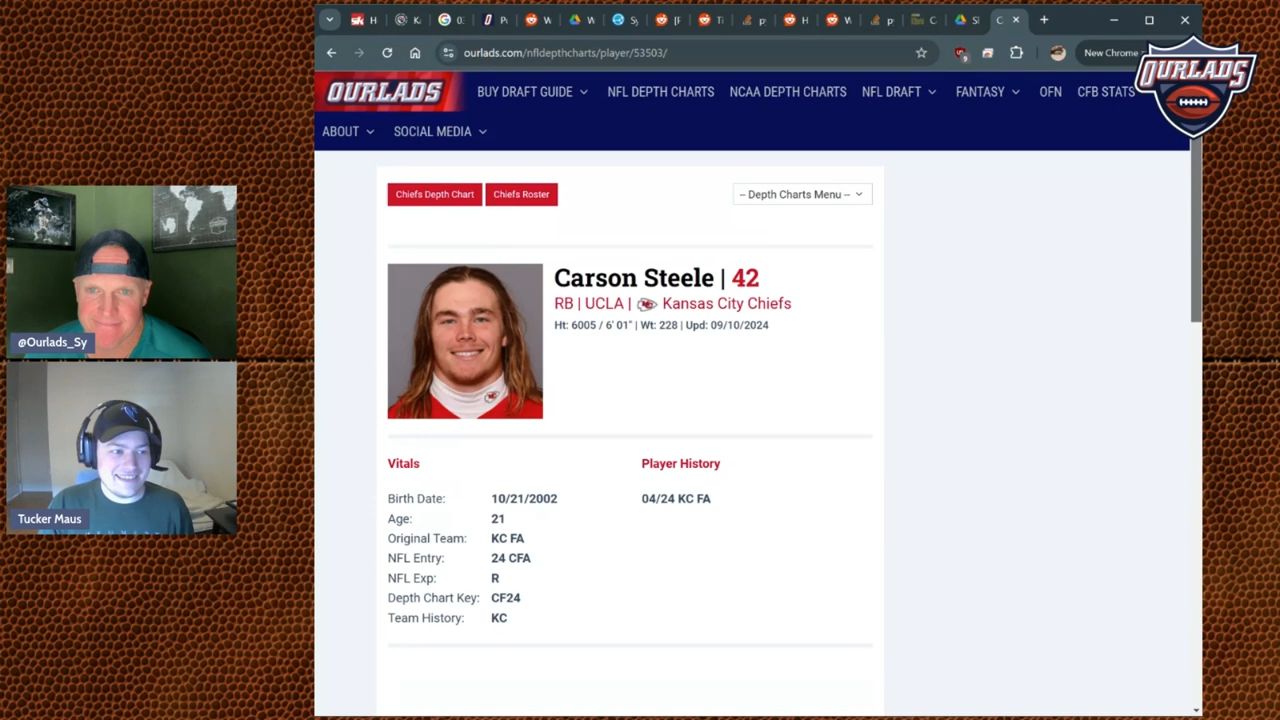 ourlads.com/nfldepthcharts/player/53503/
New Chrome
OURLADS
BUY DRAFT GUIDE
NFL DEPTH CHARTS
NCAA DEPTH CHARTS
NFL DRAFT
FANTASY
OFN
CFB STATS
OURLADS
ABOUT
SOCIAL MEDIA
Chiefs Depth Chart
Chiefs Roster
-- Depth Charts Menu --
Carson Steele | 42
RB | UCLA | Kansas City Chiefs
Ht: 6005 / 6' 01" | Wt: 228 | Upd: 09/10/2024
@Ourlads_Sy
Tucker Maus
Vitals
Birth Date: 10/21/2002
Age: 21
Original Team: KC FA
NFL Entry: 24 CFA
NFL Exp: R
Depth Chart Key: CF24
Team History: KC
Player History
04/24 KC FA